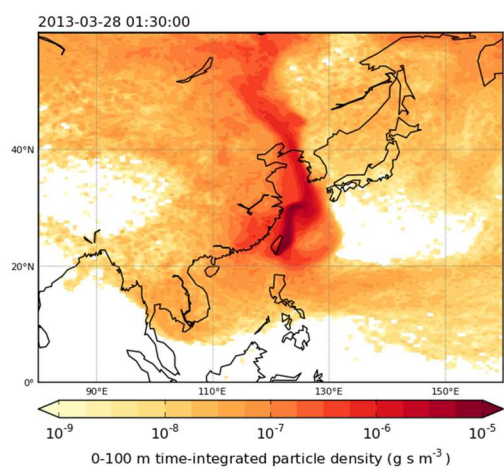 2013-03-28 01:30:00
40°N
20°N
0°
90°E 110°E 130°E 150°E
10⁻⁹ 10⁻⁸ 10⁻⁷ 10⁻⁶ 10⁻⁵
0-100 m time-integrated particle density (g s m⁻³)